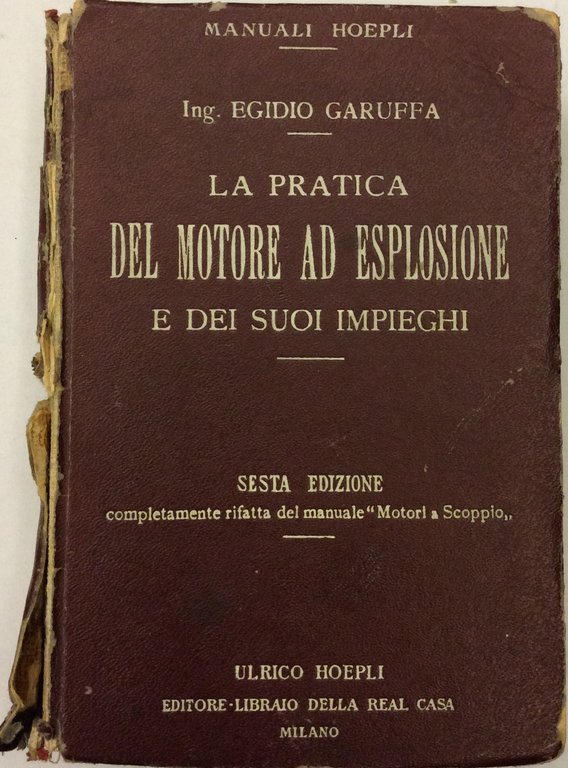 MANUALI HOEPLI
Ing. EGIDIO GARUFFA
LA PRATICA
DEL MOTORE AD ESPLOSIONE
E DEI SUOI IMPIEGHI
SESTA EDIZIONE
completamente rifatta del manuale “Motori a Scoppio„
ULRICO HOEPLI
EDITORE-LIBRAIO DELLA REAL CASA
MILANO